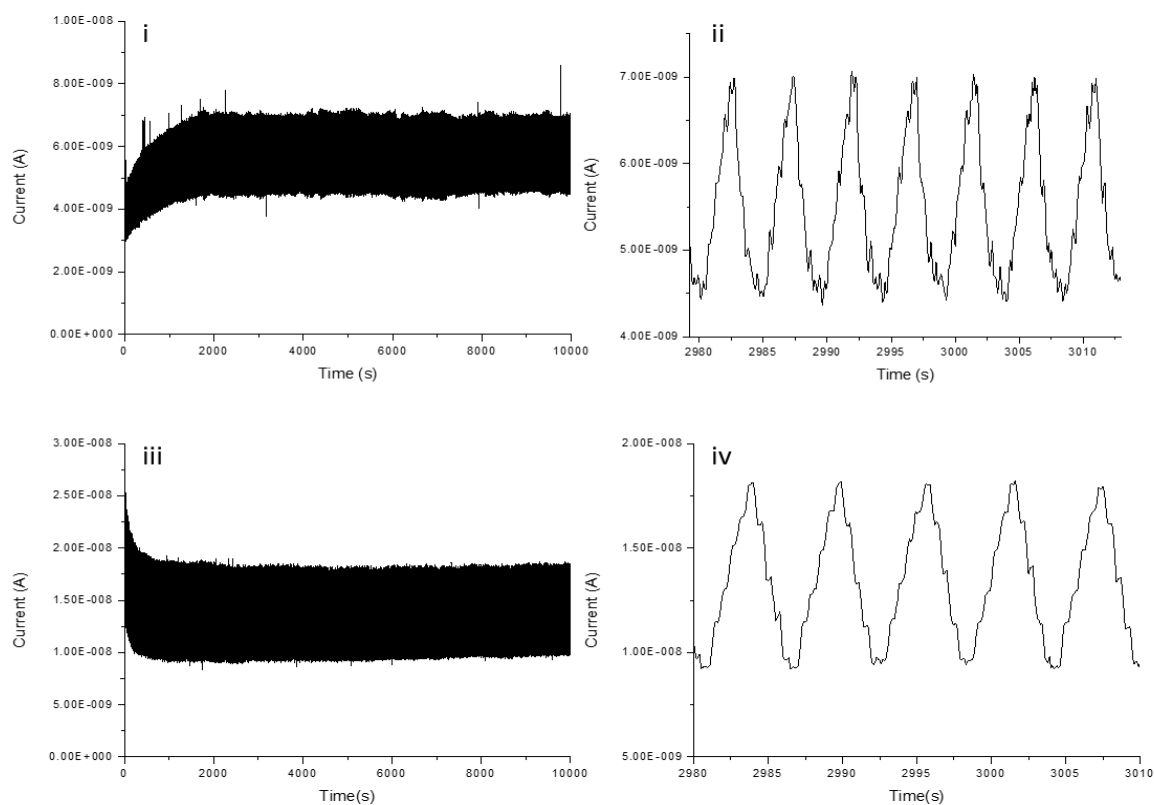 i
1.00E-008
8.00E-009
6.00E-009
4.00E-009
2.00E-009
0.00E+000
Current (A)
0 2000 4000 6000 8000 10000
Time (s)
ii
7.00E-009
6.00E-009
5.00E-009
4.00E-009
Current (A)
2980 2985 2990 2995 3000 3005 3010
Time (s)
iii
3.00E-008
2.50E-008
2.00E-008
1.50E-008
1.00E-008
5.00E-009
0.00E+000
Current (A)
0 2000 4000 6000 8000 10000
Time(s)
iv
2.00E-008
1.50E-008
1.00E-008
5.00E-009
Current (A)
2980 2985 2990 2995 3000 3005 3010
Time(s)